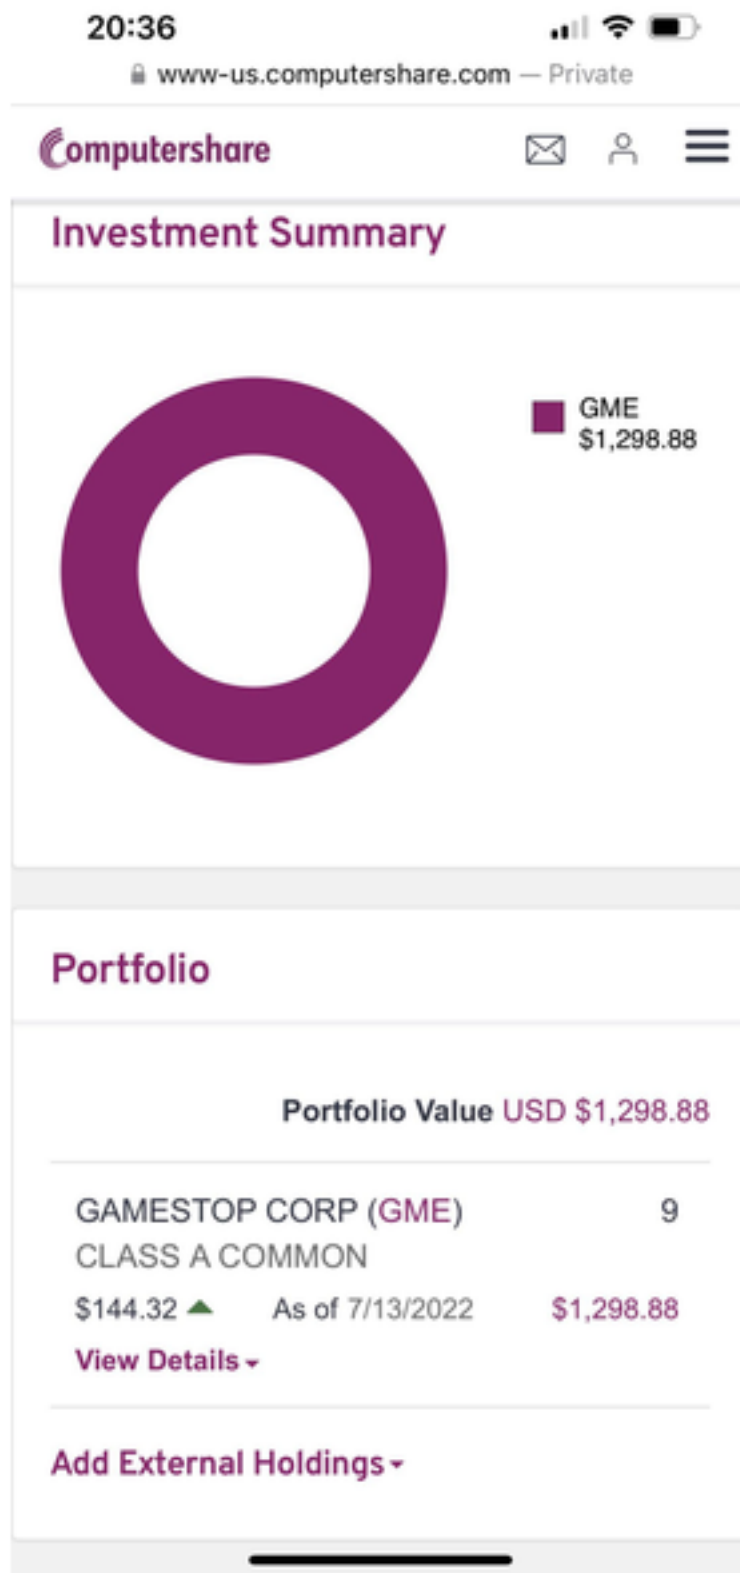 20:36
www-us.computershare.com — Private
Computershare
Investment Summary
GME
$1,298.88
Portfolio
Portfolio Value USD $1,298.88
GAMESTOP CORP (GME) 9
CLASS A COMMON
$144.32 As of 7/13/2022 $1,298.88
View Details
Add External Holdings